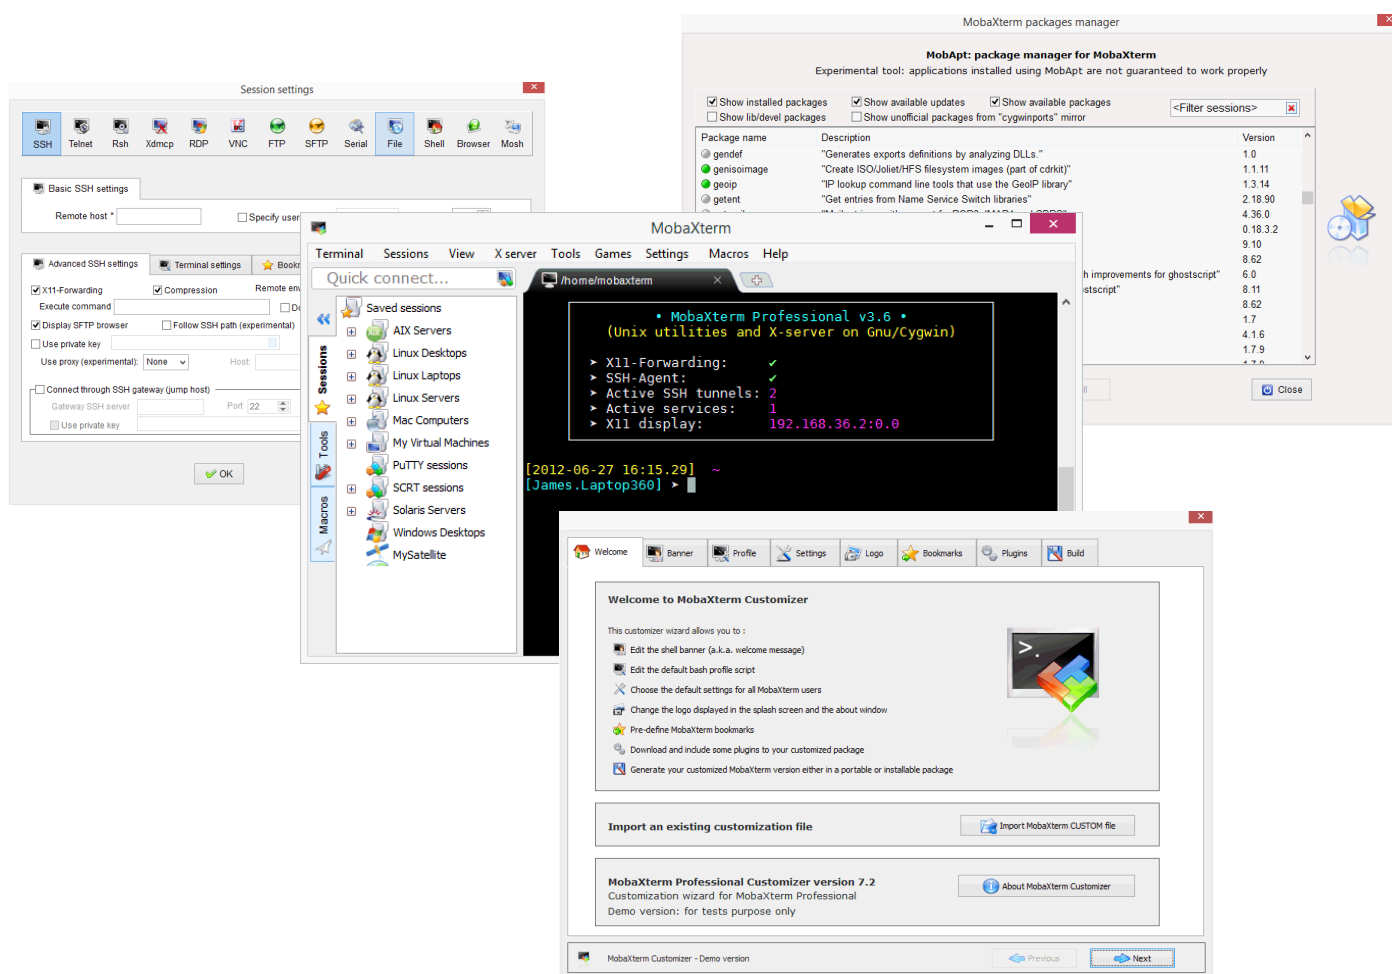 MobaXterm packages manager
MobApt: package manager for MobaXterm
Experimental tool: applications installed using MobApt are not guaranteed to work properly
Show installed packages Show available updates Show available packages <Filter sessions>
Show lib/devel packages Show unofficial packages from "cygwinports" mirror
Package name Description Version
gendef "Generates exports definitions by analyzing DLLs." 1.0
genisoimage "Create ISO/Joliet/HFS filesystem images (part of cdrkit)" 1.1.11
geoip "IP lookup command line tools that use the GeoIP library" 1.3.14
getent "Get entries from Name Service Switch libraries" 2.18.90
4.36.0
0.18.3.2
9.10
8.62
h improvements for ghostscript" 6.0
8.11
8.62
1.7
4.1.6
1.7.9
Close
Session settings
SSH Telnet Rsh Xdmcp RDP VNC FTP SFTP Serial File Shell Browser Mosh
Basic SSH settings
Remote host * Specify user
Advanced SSH settings Terminal settings Bookr
X11-Forwarding Compression Remote env
Execute command
Display SFTP browser Follow SSH path (experimental)
Use private key
Use proxy (experimental): None Host:
Connect through SSH gateway (jump host)
Gateway SSH server Port 22
Use private key
OK
MobaXterm
Terminal Sessions View X server Tools Games Settings Macros Help
Quick connect... /home/mobaxterm
Sessions
Tools
Macros
Saved sessions
AIX Servers
Linux Desktops
Linux Laptops
Linux Servers
Mac Computers
My Virtual Machines
PuTTY sessions
SCRT sessions
Solaris Servers
Windows Desktops
MySatellite
• MobaXterm Professional v3.6 •
(Unix utilities and X-server on Gnu/Cygwin)
➤ X11-Forwarding: ✔
➤ SSH-Agent: ✔
➤ Active SSH tunnels: 2
➤ Active services: 1
➤ X11 display: 192.168.36.2:0.0
[2012-06-27 16:15.29] ~
[James.Laptop360] ➤
Welcome Banner Profile Settings Logo Bookmarks Plugins Build
Welcome to MobaXterm Customizer
This customizer wizard allows you to :
Edit the shell banner (a.k.a. welcome message)
Edit the default bash profile script
Choose the default settings for all MobaXterm users
Change the logo displayed in the splash screen and the about window
Pre-define MobaXterm bookmarks
Download and include some plugins to your customized package
Generate your customized MobaXterm version either in a portable or installable package
Import an existing customization file Import MobaXterm CUSTOM file
MobaXterm Professional Customizer version 7.2
Customization wizard for MobaXterm Professional
Demo version: for tests purpose only
About MobaXterm Customizer
MobaXterm Customizer - Demo version Previous Next